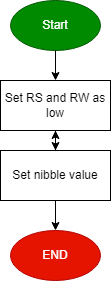 Start
Set RS and RW as
low
Set nibble value
END